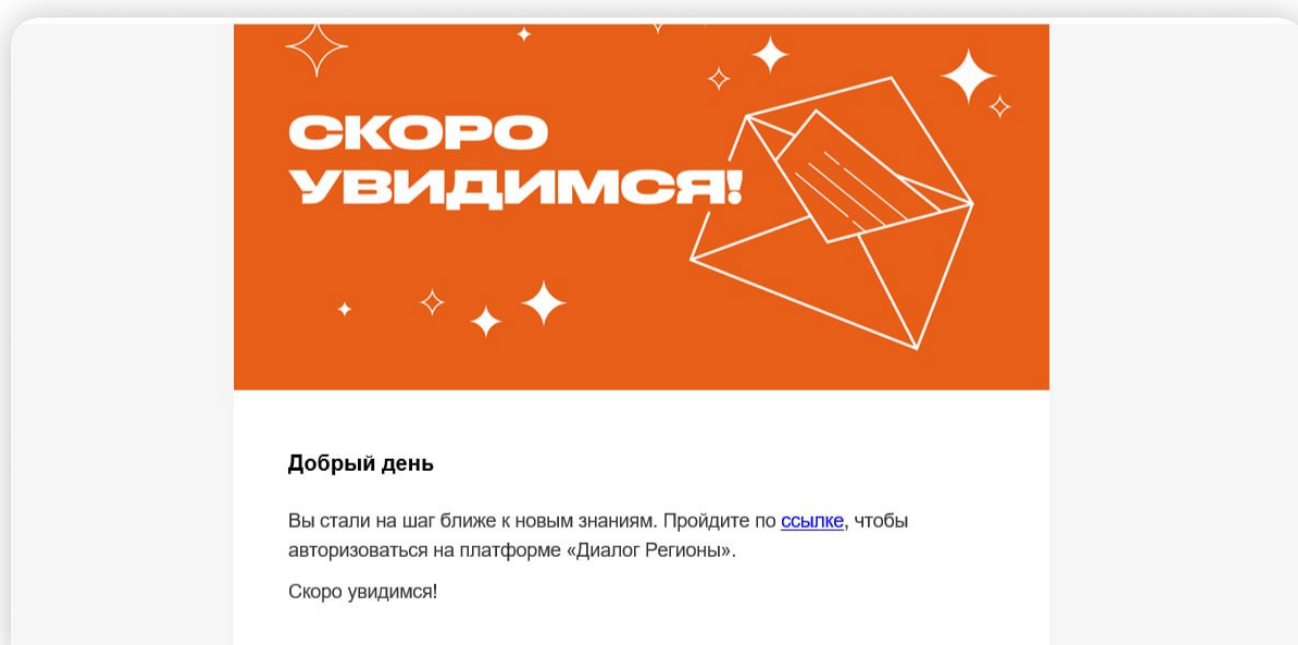 СКОРО
УВИДИМСЯ!
Добрый день
Вы стали на шаг ближе к новым знаниям. Пройдите по ссылке, чтобы
авторизоваться на платформе «Диалог Регионы».
Скоро увидимся!